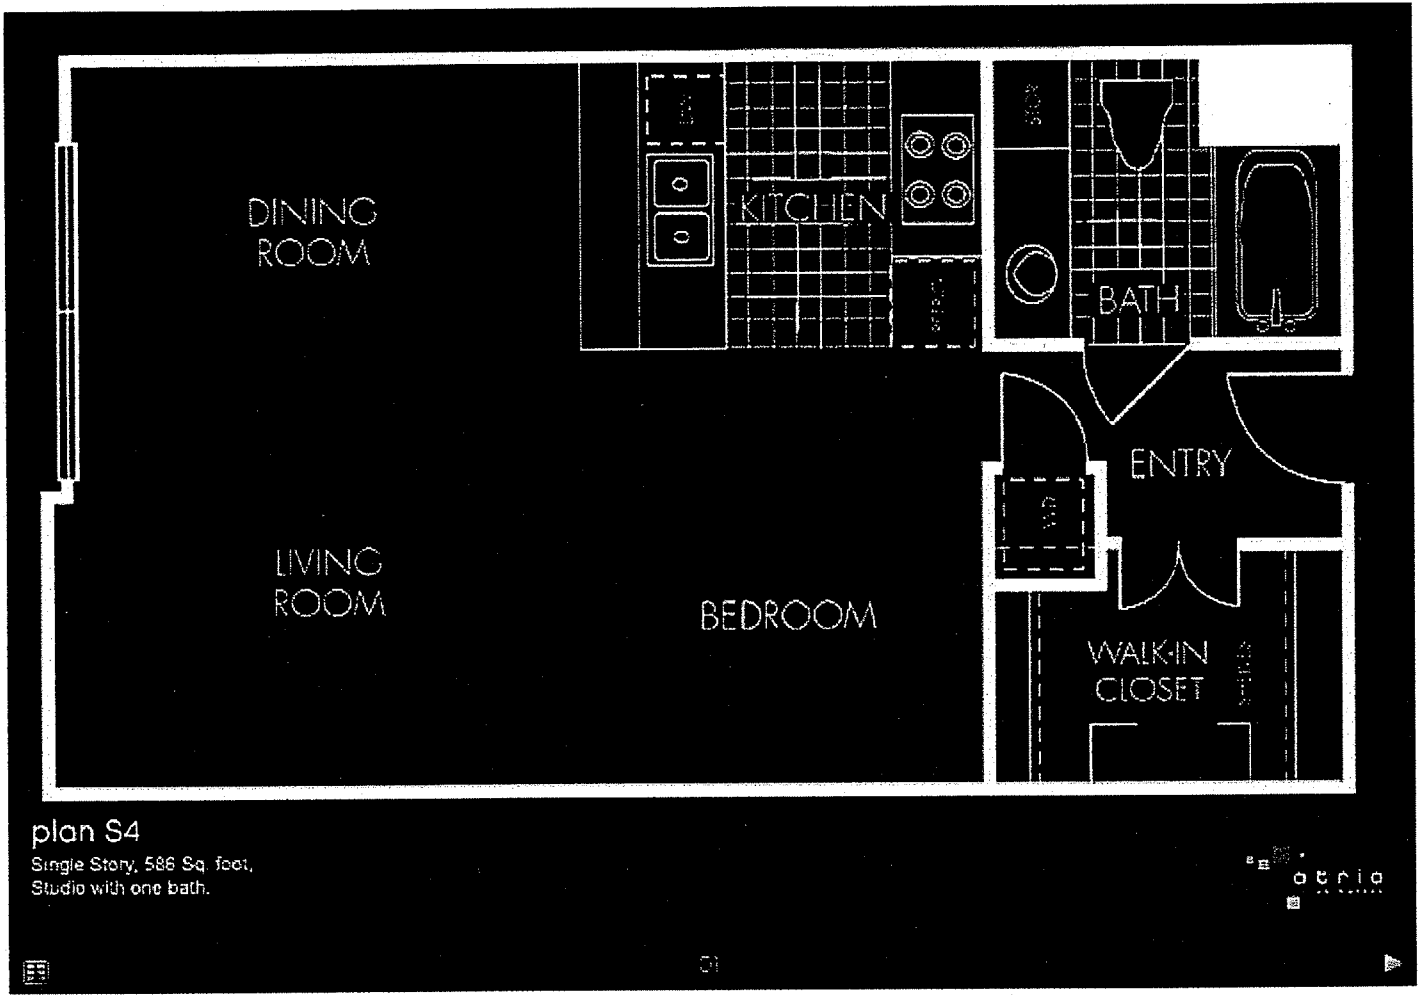 DINING
ROOM
KITCHEN
BATH
ENTRY
LIVING
ROOM
BEDROOM
W/D
WALK-IN
CLOSET
plan S4
Single Story, 586 Sq. foot,
Studio with one bath.
atria
01